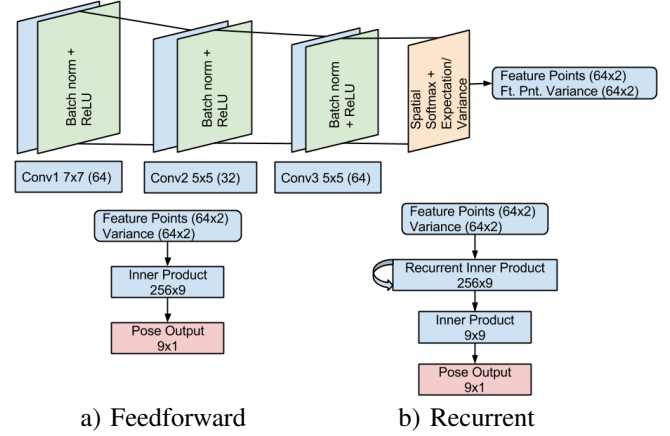 Batch norm +
ReLU
Batch norm +
ReLU
Batch norm
+ ReLU
Spatial
Softmax +
Expectation/
Variance
Feature Points (64x2)
Ft. Pnt. Variance (64x2)
Conv1 7x7 (64)
Conv2 5x5 (32)
Conv3 5x5 (64)
Feature Points (64x2)
Variance (64x2)
Inner Product
256x9
Pose Output
9x1
a) Feedforward
Feature Points (64x2)
Variance (64x2)
Recurrent Inner Product
256x9
Inner Product
9x9
Pose Output
9x1
b) Recurrent